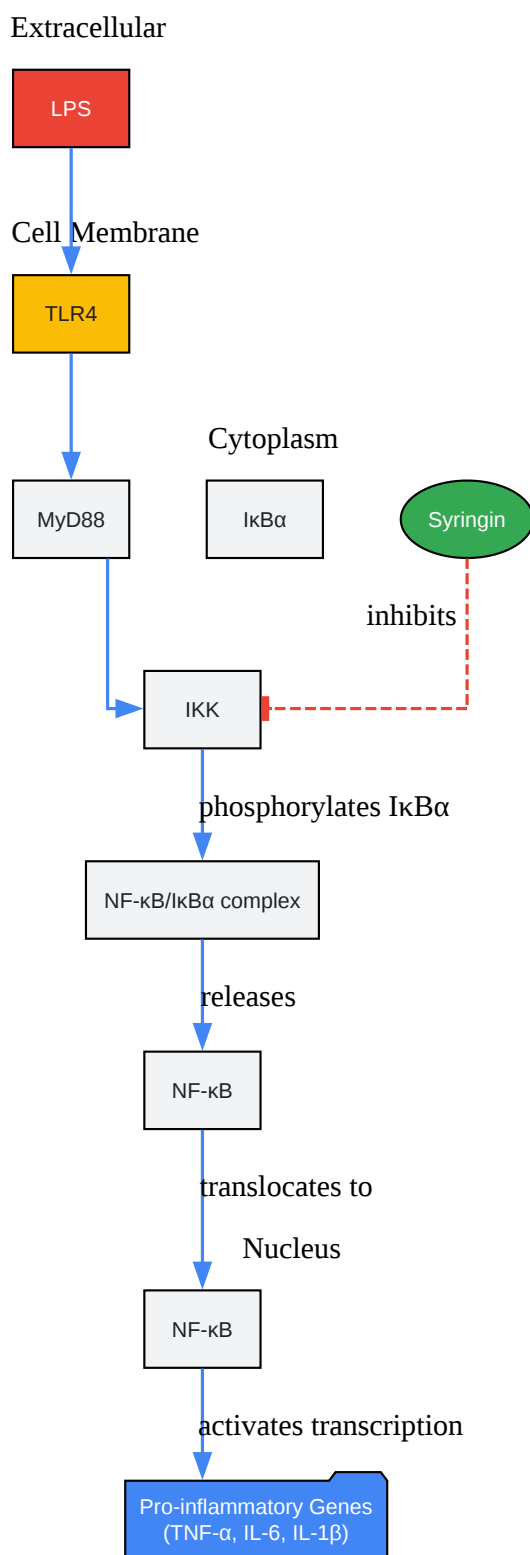 Extracellular
LPS
Cell Membrane
TLR4
Cytoplasm
MyD88
IκBα
Syringin
inhibits
IKK
phosphorylates IκBα
NF-κB/IκBα complex
releases
NF-κB
translocates to
Nucleus
NF-κB
activates transcription
Pro-inflammatory Genes
(TNF-α, IL-6, IL-1β)